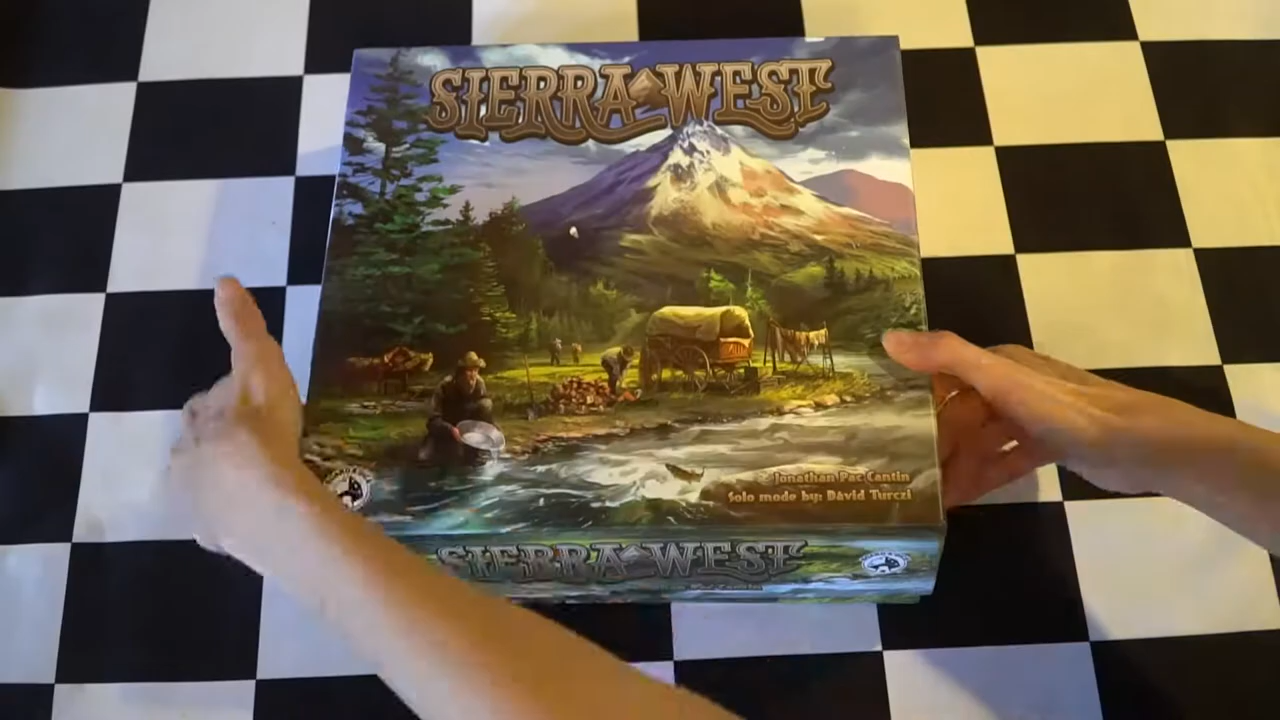 SIERRA WEST
Jonathan Pac Cantin
Solo mode by: Dávid Turczi
SIERRA WEST